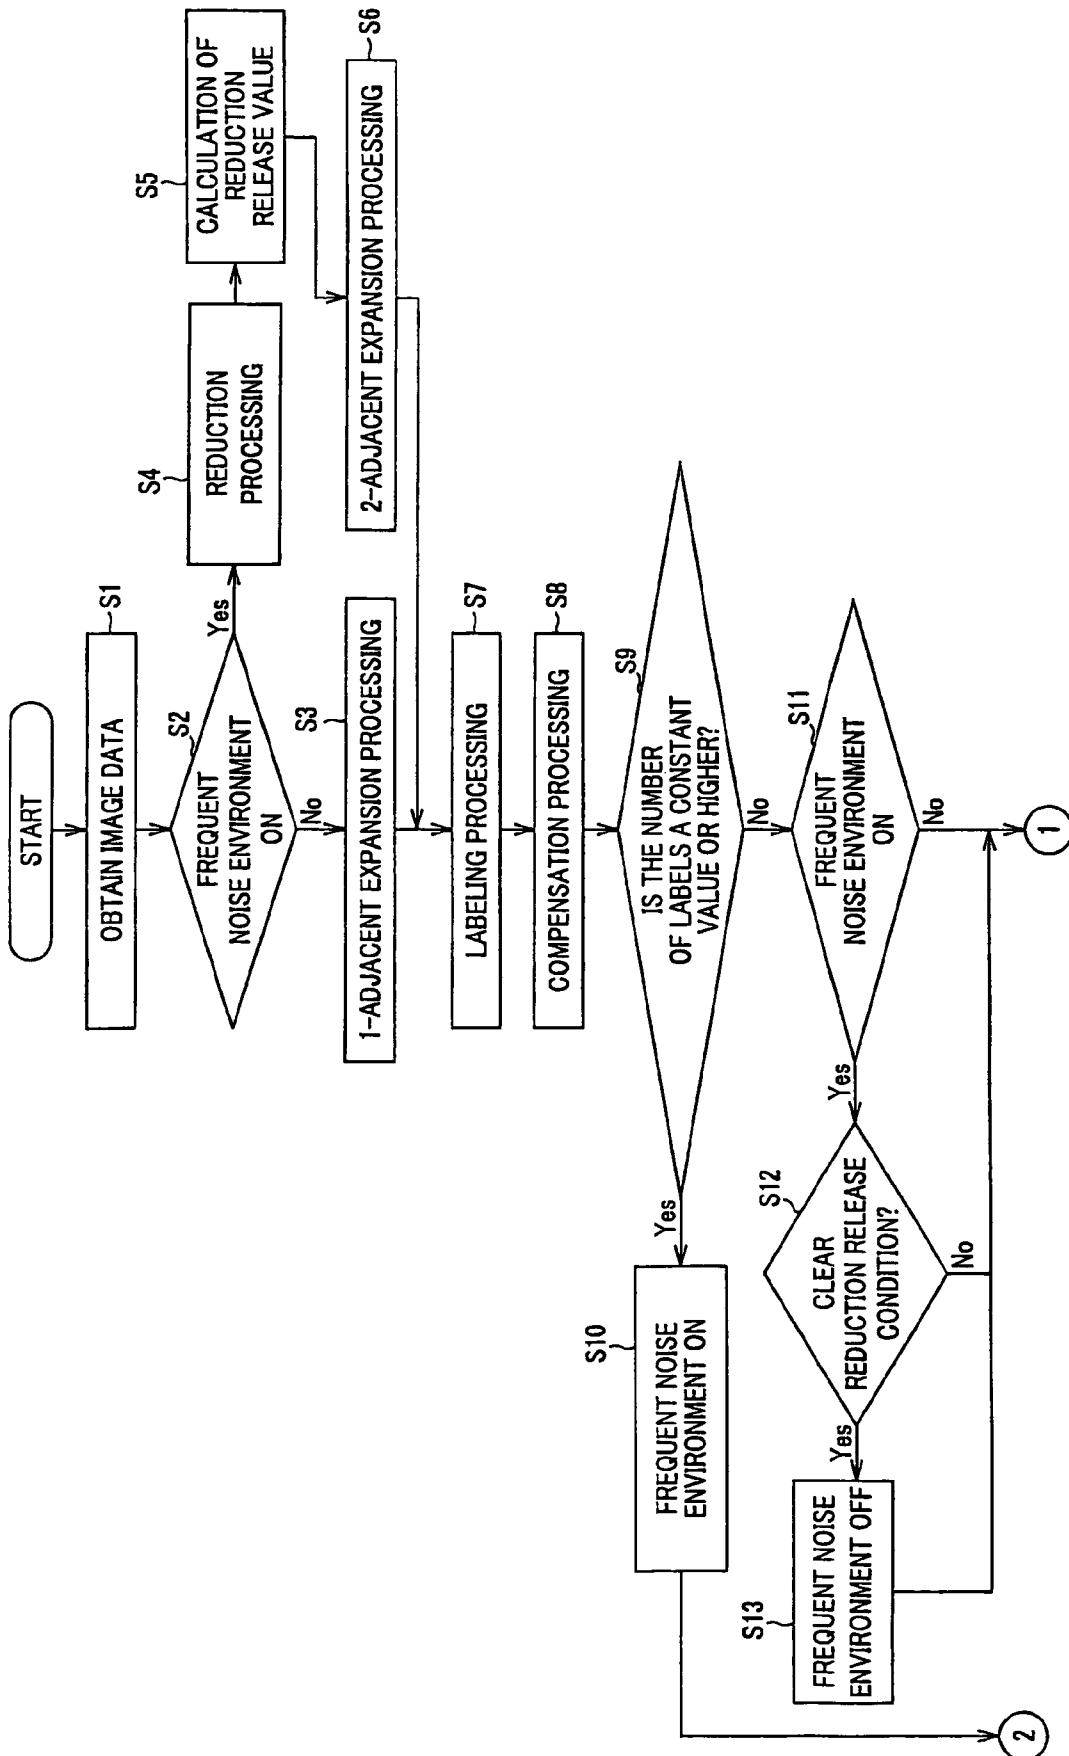 START
OBTAIN IMAGE DATA
S1
FREQUENT
NOISE ENVIRONMENT
ON
S2
Yes
No
REDUCTION
PROCESSING
S4
CALCULATION OF
REDUCTION
RELEASE VALUE
S5
1-ADJACENT EXPANSION PROCESSING
S3
2-ADJACENT EXPANSION PROCESSING
S6
LABELING PROCESSING
S7
COMPENSATION PROCESSING
S8
IS THE NUMBER
OF LABELS A CONSTANT
VALUE OR HIGHER?
S9
Yes
No
FREQUENT NOISE
ENVIRONMENT ON
S10
FREQUENT
NOISE ENVIRONMENT
ON
S11
Yes
No
CLEAR
REDUCTION RELEASE
CONDITION?
S12
Yes
No
FREQUENT NOISE
ENVIRONMENT OFF
S13
2
1